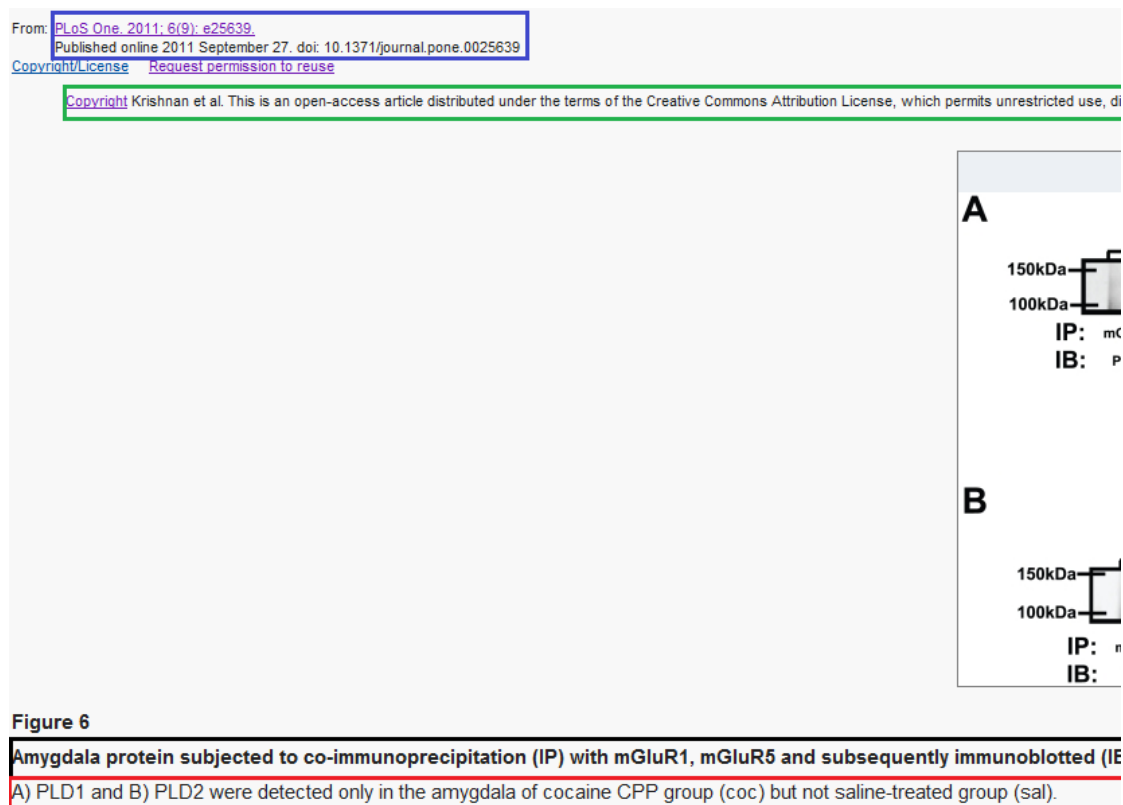 From: PLoS One. 2011; 6(9): e25639.
Published online 2011 September 27. doi: 10.1371/journal.pone.0025639
Copyright/License Request permission to reuse
Copyright Krishnan et al. This is an open-access article distributed under the terms of the Creative Commons Attribution License, which permits unrestricted use,
A
150kDa
100kDa
IP:
IB:
B
150kDa
100kDa
IP:
IB:
Figure 6
Amygdala protein subjected to co-immunoprecipitation (IP) with mGluR1, mGluR5 and subsequently immunoblotted
A) PLD1 and B) PLD2 were detected only in the amygdala of cocaine CPP group (coc) but not saline-treated group (sal).